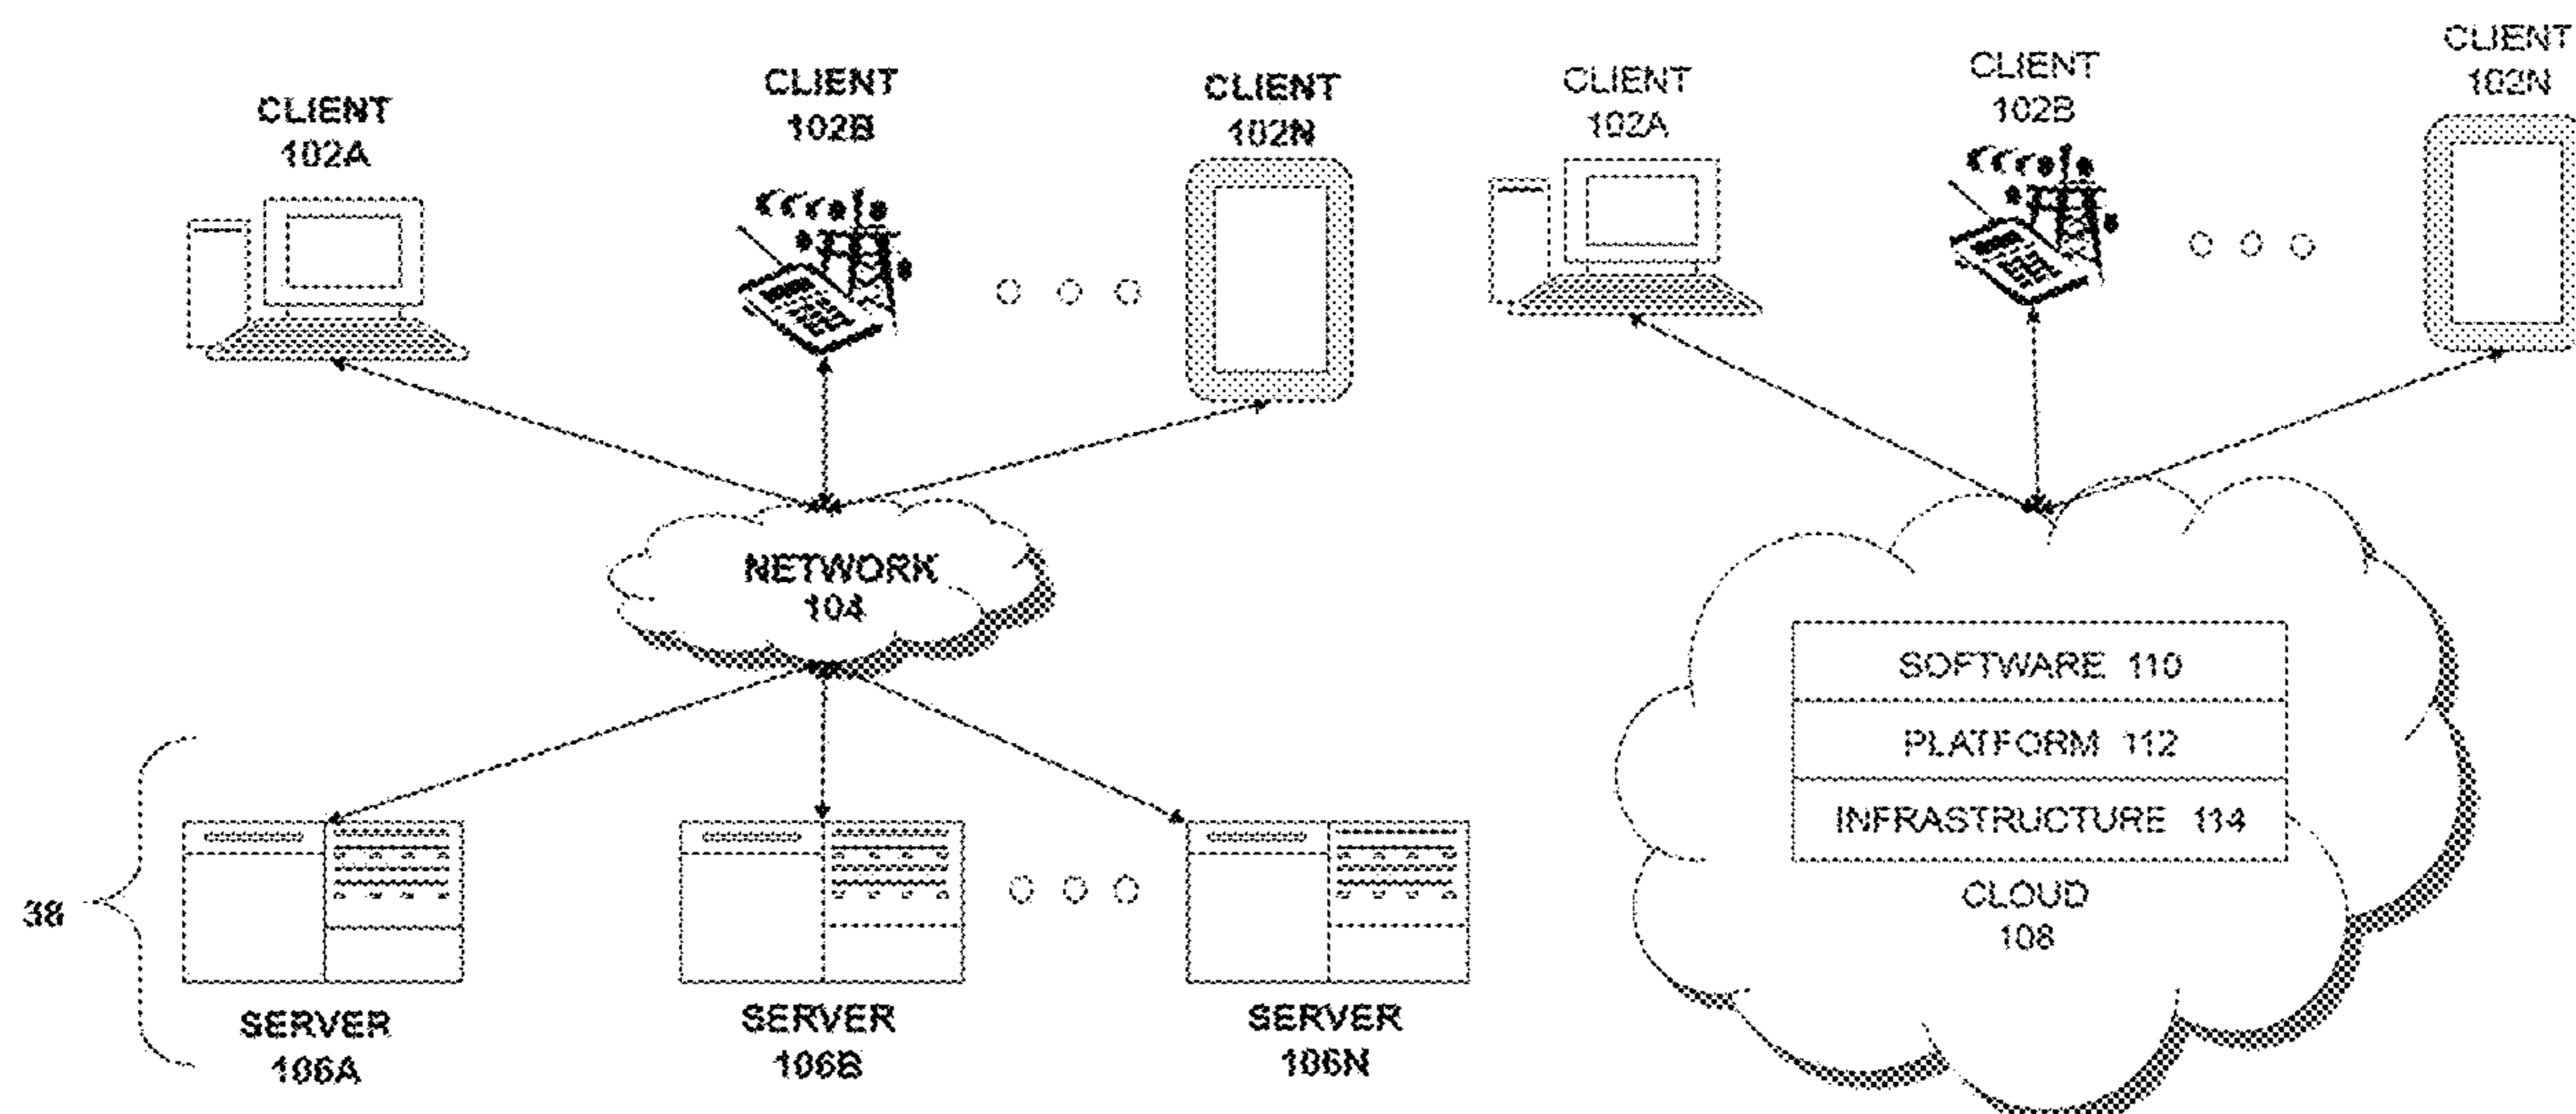 CLIENT
102A
CLIENT
102B
CLIENT
102N
NETWORK
104
38
SERVER
106A
SERVER
106B
SERVER
106N
CLIENT
102A
CLIENT
102B
CLIENT
102N
SOFTWARE 110
PLATFORM 112
INFRASTRUCTURE 114
CLOUD
108